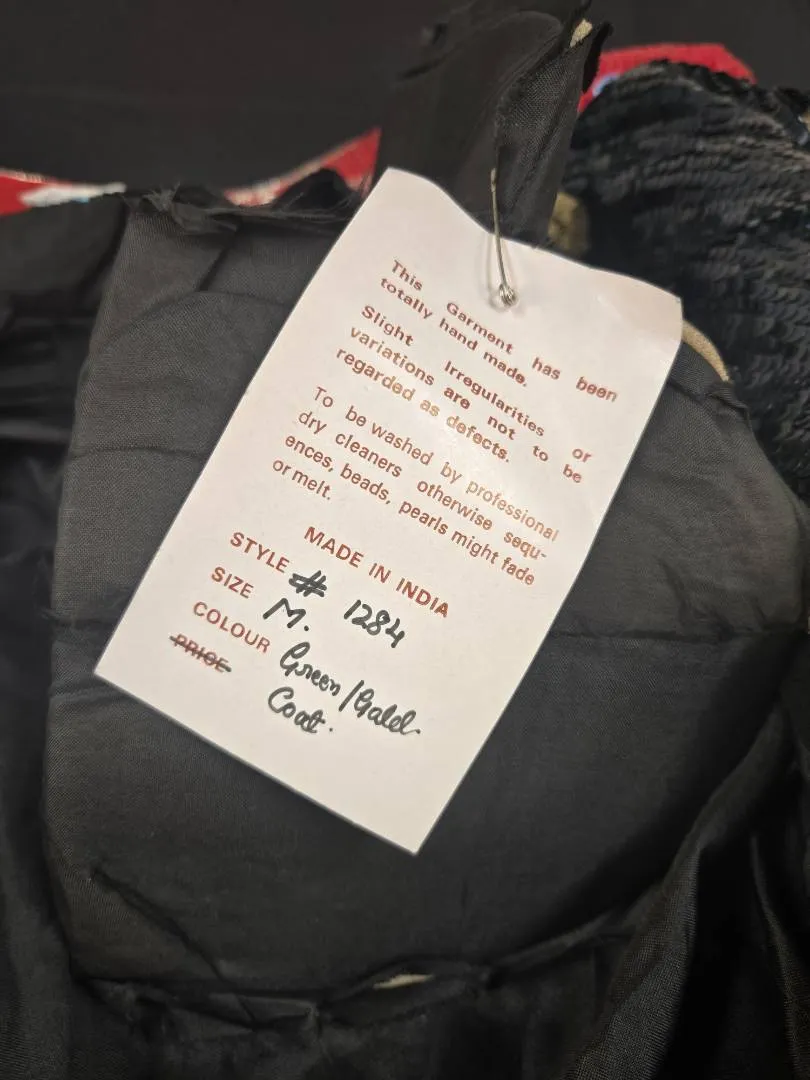 This Garment has been
totally hand made.
Slight Irregularities or
variations are not to be
regarded as defects.
To be washed by professional
dry cleaners otherwise sequ-
ences, beads, pearls might fade
or melt.
MADE IN INDIA
STYLE # 1284
SIZE M.
COLOUR Green/Gold
PRICE Coat.